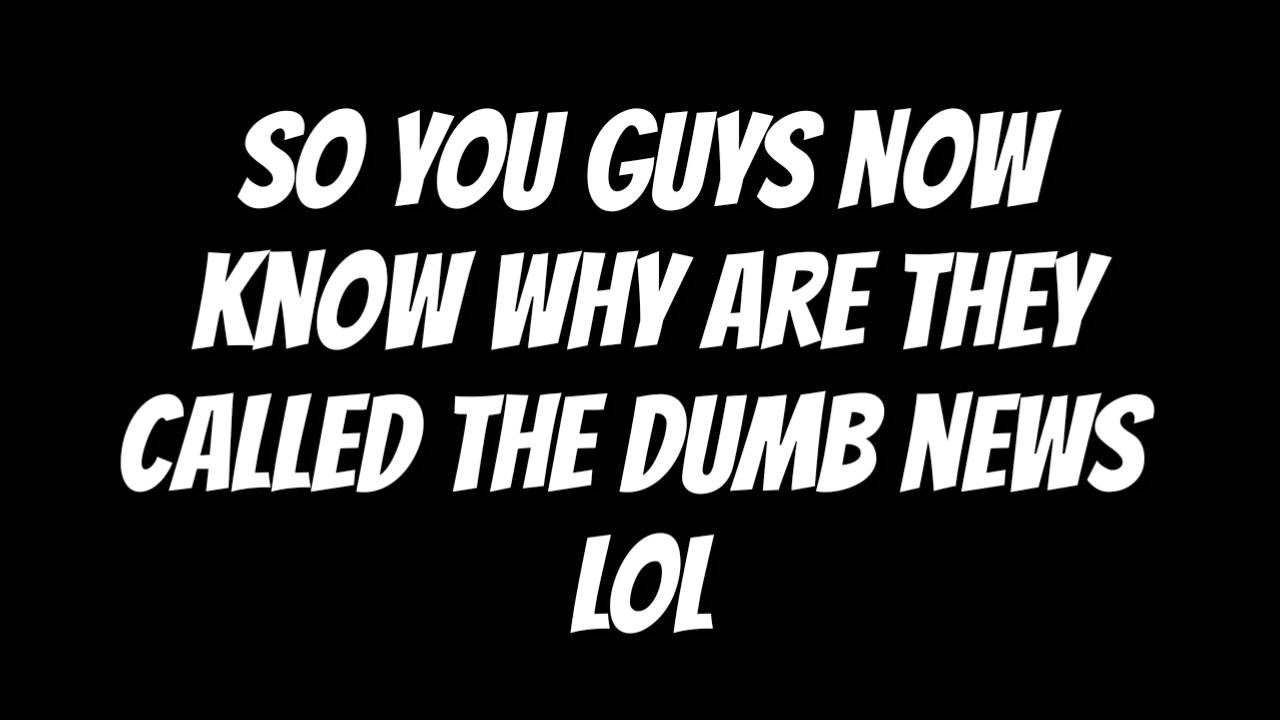 SO YOU GUYS NOW
KNOW WHY ARE THEY
CALLED THE DUMB NEWS
LOL